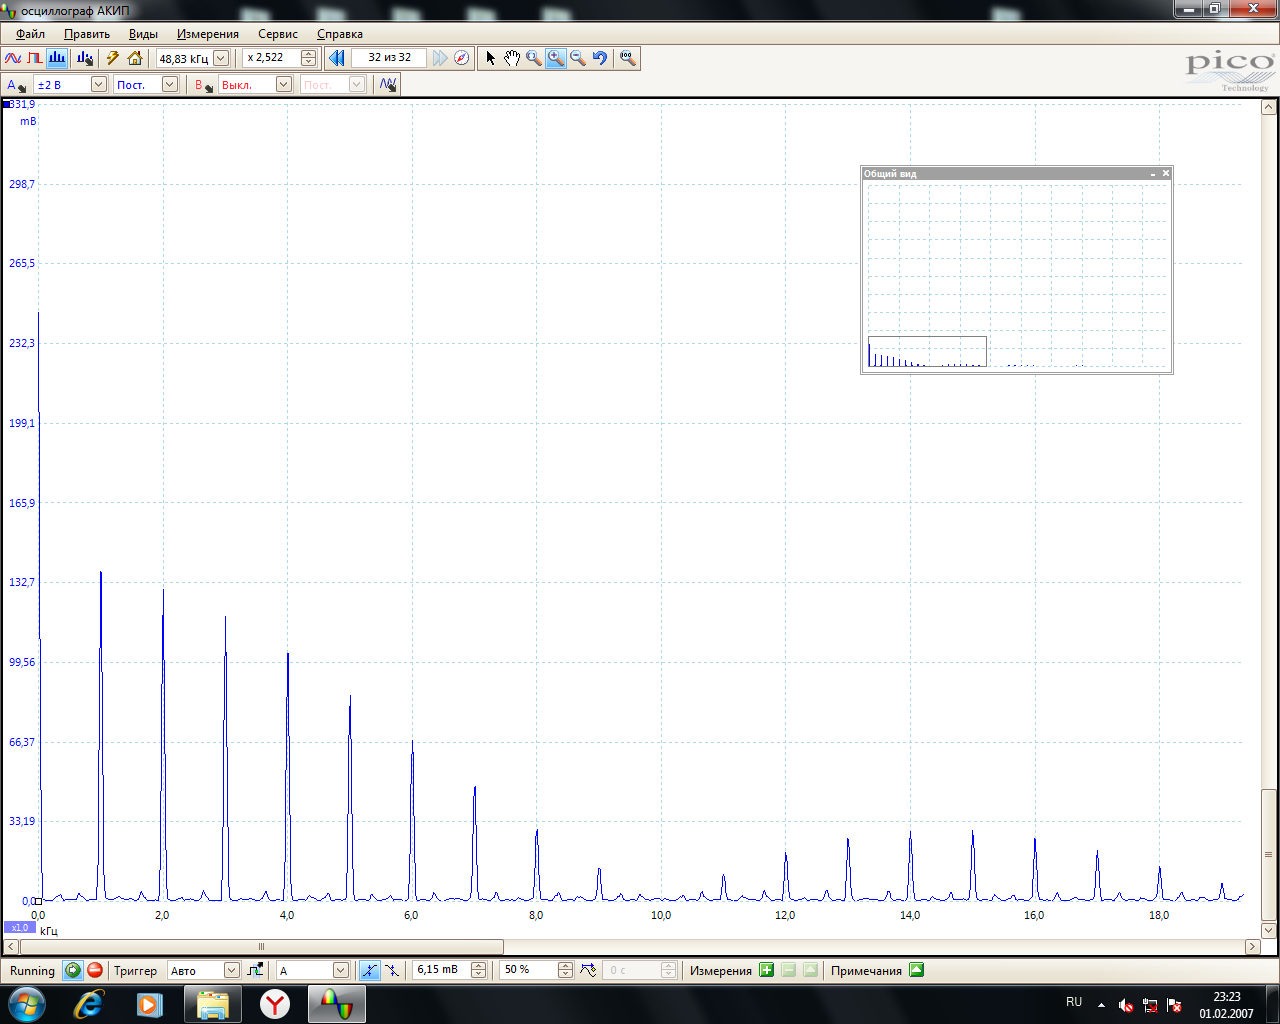 осциллограф АКИП
Файл Править Виды Измерения Сервис Справка
48,83 кГц x 2,522 32 из 32
pico
Technology
A ±2 В Пост. B Выкл. Пост.
331,9
mB
298,7
265,5
232,3
199,1
165,9
132,7
99,56
66,37
33,19
0,0
Общий вид
0,0 2,0 4,0 6,0 8,0 10,0 12,0 14,0 16,0 18,0
x1,0 кГц
Running Триггер Авто A 6,15 mB 50 % 0 c Измерения Примечания
RU 23:23
01.02.2007